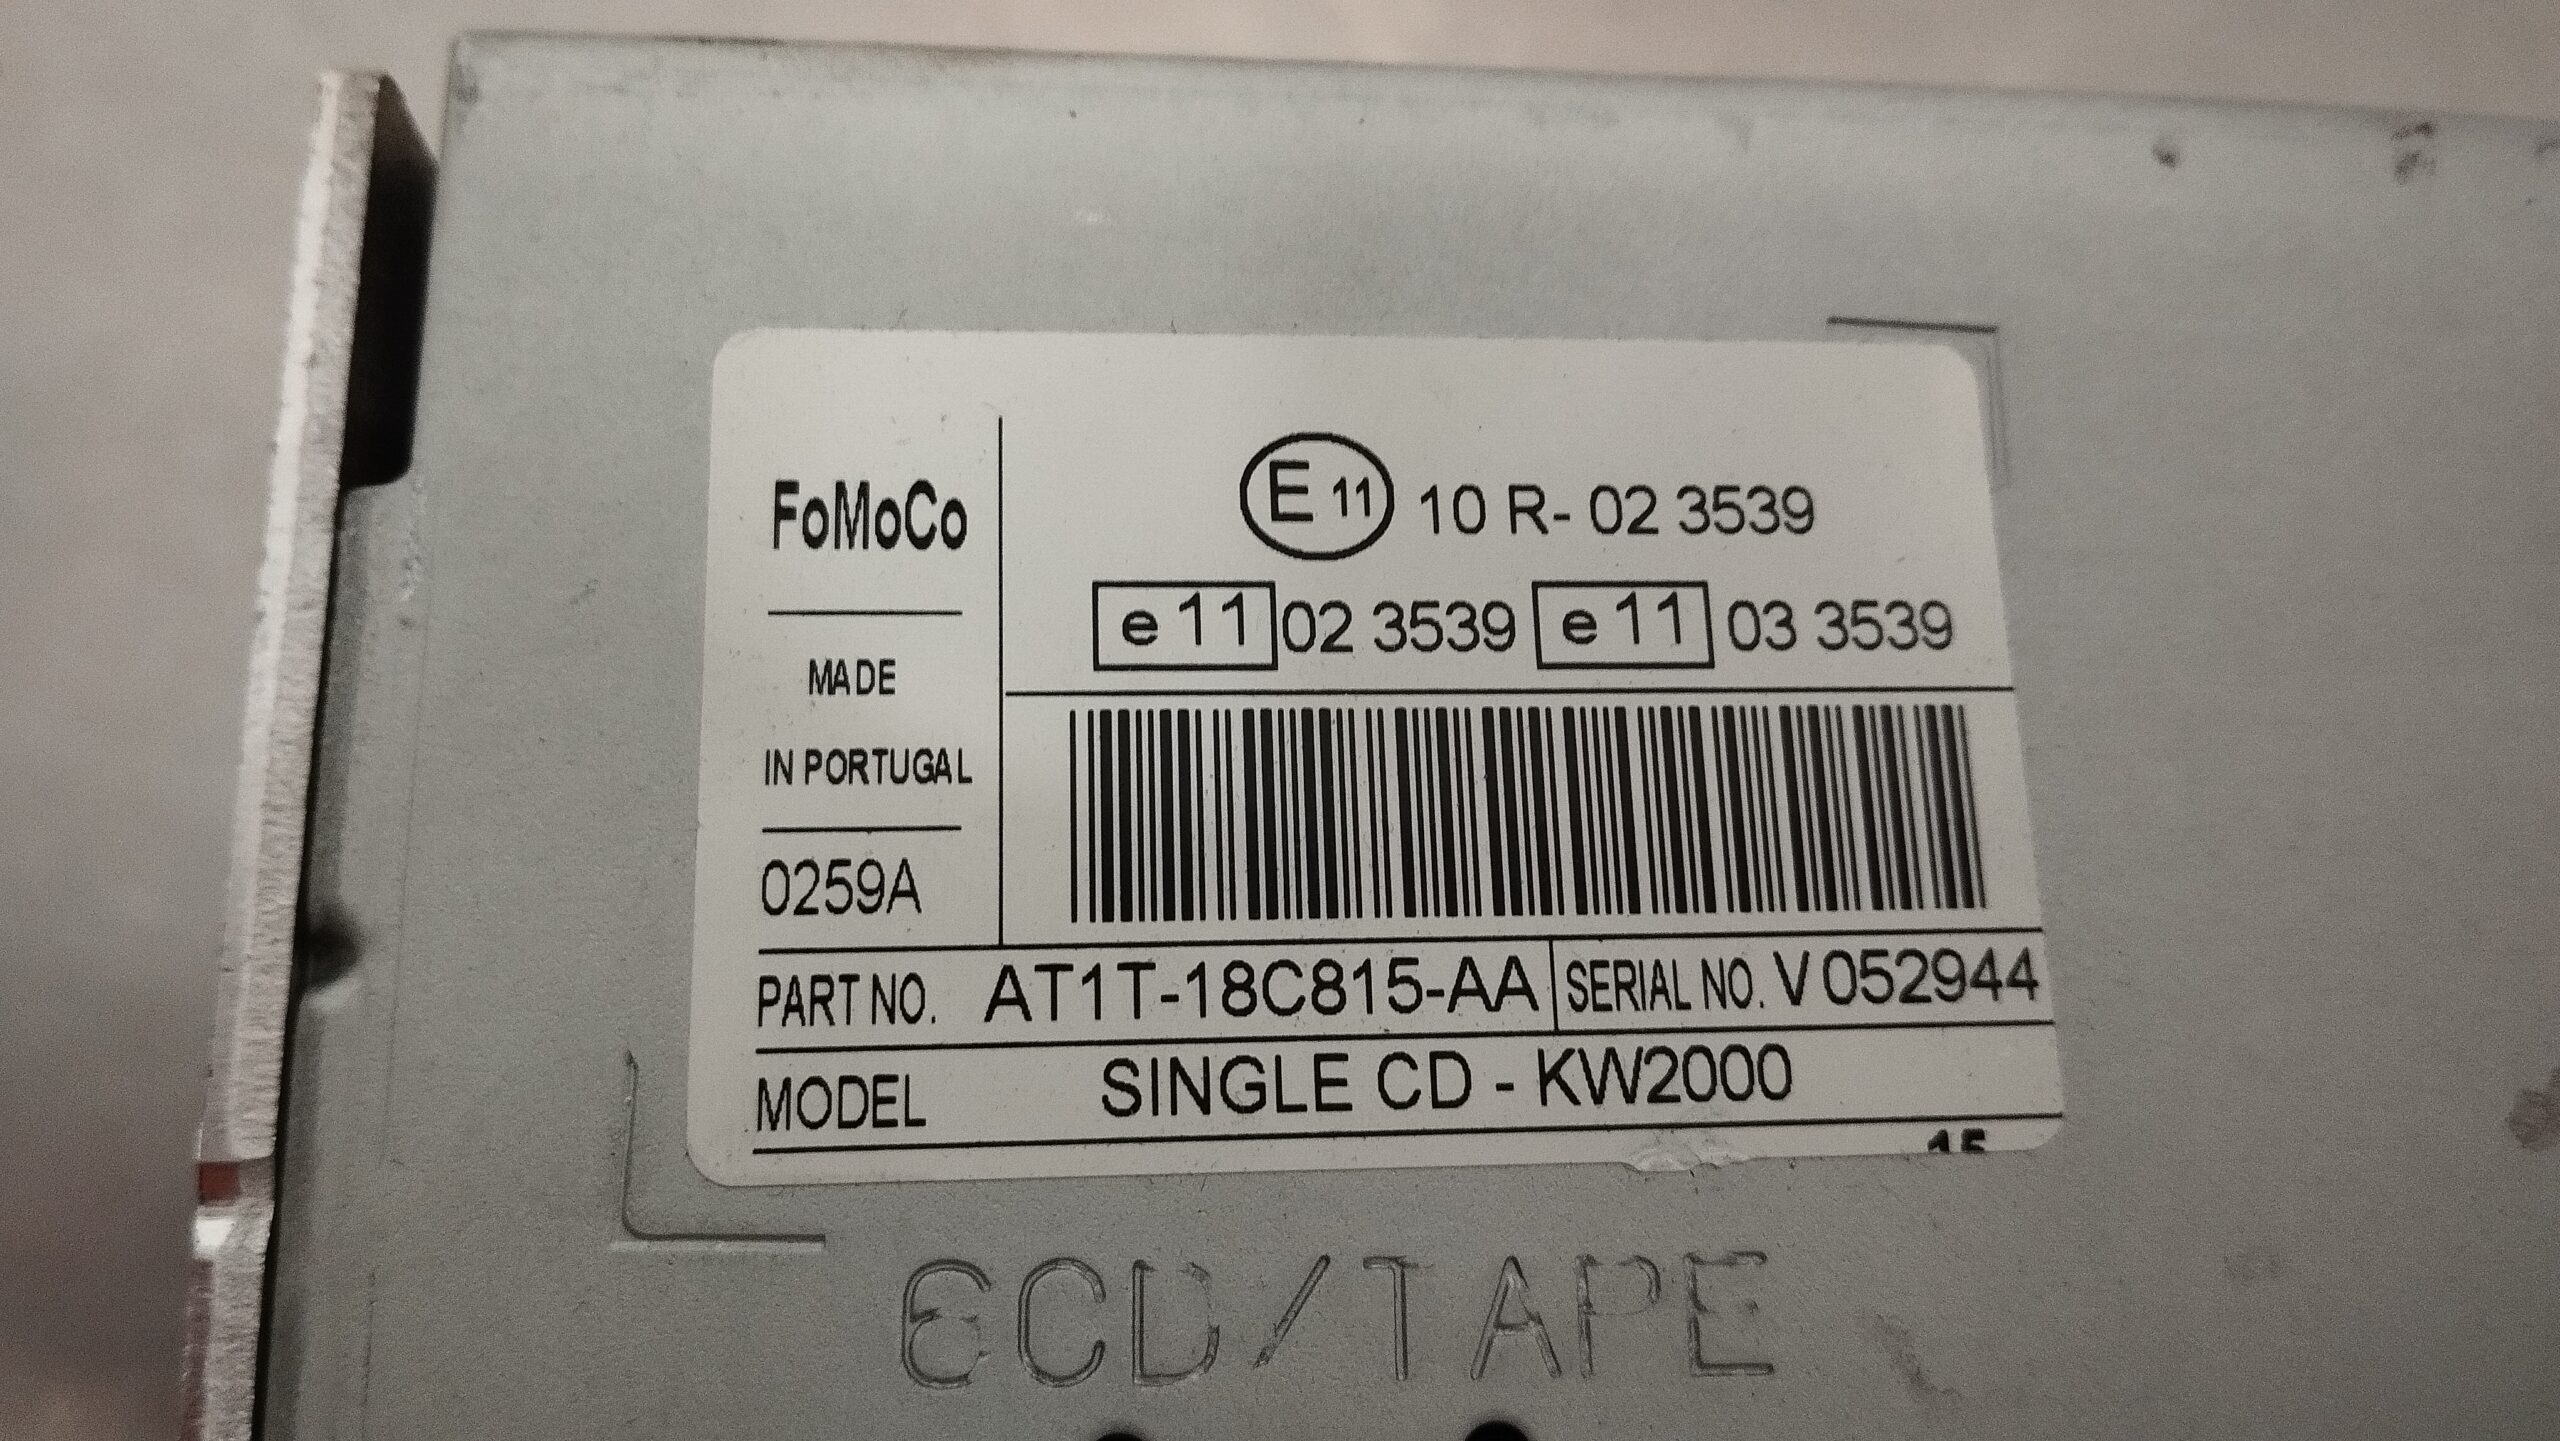 FoMoCo
MADE
IN PORTUGAL
0259A
E 11 10 R- 02 3539
e 11 02 3539 e 11 03 3539
PART NO. AT1T-18C815-AA SERIAL NO. V 052944
MODEL SINGLE CD - KW2000
15
6CD/TAPE